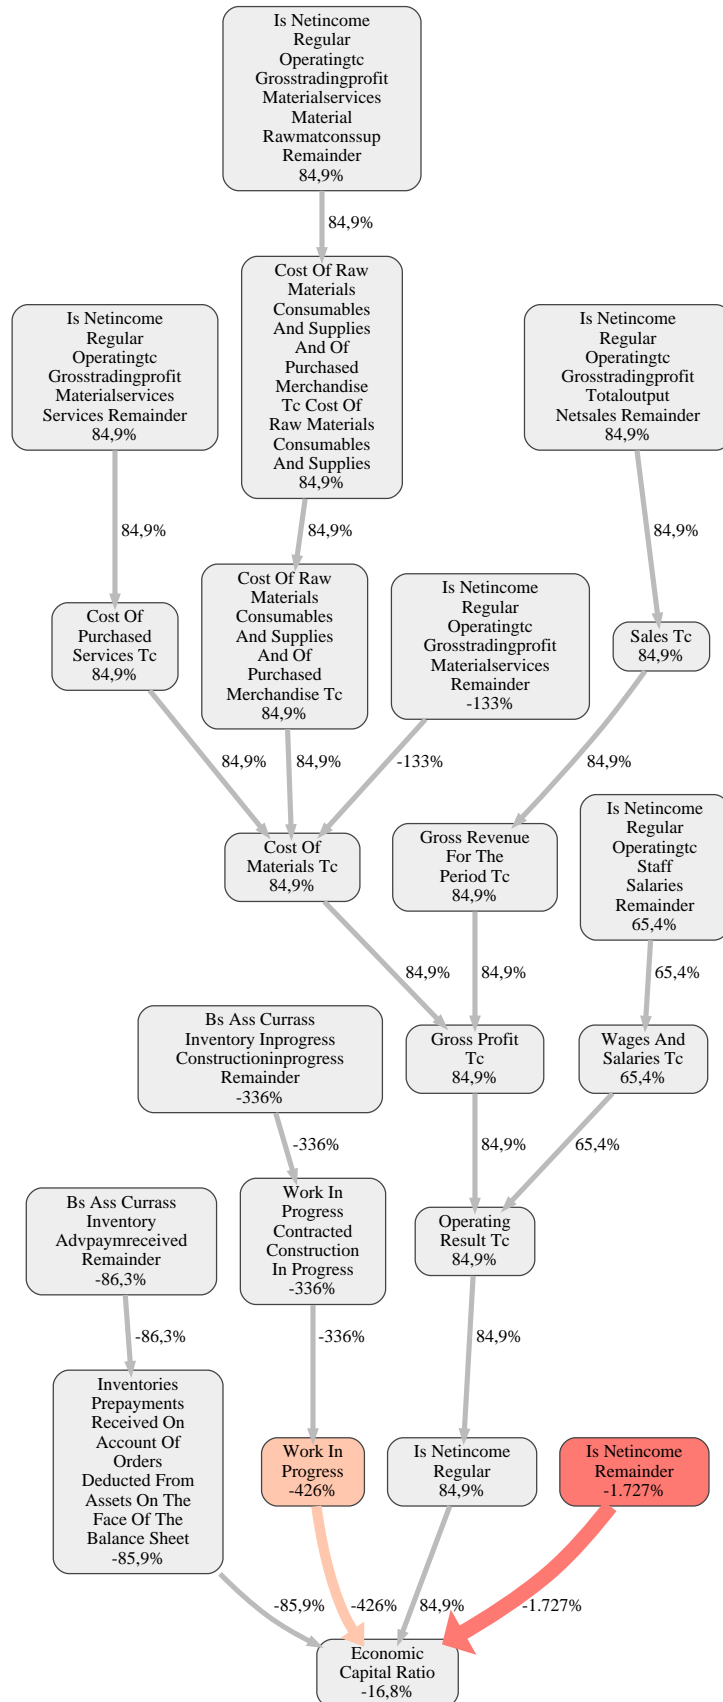 Is Netincome
Regular
Operatingtc
Grosstradingprofit
Materialservices
Material
Rawmatconssup
Remainder
84,9%
84,9%
Cost Of Raw
Materials
Consumables
And Supplies
And Of
Purchased
Merchandise
Tc Cost Of
Raw Materials
Consumables
And Supplies
84,9%
Is Netincome
Regular
Operatingtc
Grosstradingprofit
Materialservices
Services Remainder
84,9%
Is Netincome
Regular
Operatingtc
Grosstradingprofit
Totaloutput
Netsales Remainder
84,9%
84,9%
84,9%
84,9%
Cost Of
Purchased
Services Tc
84,9%
Cost Of Raw
Materials
Consumables
And Supplies
And Of
Purchased
Merchandise Tc
84,9%
Is Netincome
Regular
Operatingtc
Grosstradingprofit
Materialservices
Remainder
-133%
Sales Tc
84,9%
84,9%
84,9%
-133%
84,9%
Cost Of
Materials Tc
84,9%
Gross Revenue
For The
Period Tc
84,9%
Is Netincome
Regular
Operatingtc
Staff
Salaries
Remainder
65,4%
84,9%
84,9%
65,4%
Bs Ass Currass
Inventory Inprogress
Constructioninprogress
Remainder
-336%
Gross Profit
Tc
84,9%
Wages And
Salaries Tc
65,4%
-336%
84,9%
65,4%
Bs Ass Currass
Inventory
Advpaymreceived
Remainder
-86,3%
Work In
Progress
Contracted
Construction
In Progress
-336%
Operating
Result Tc
84,9%
-86,3%
-336%
84,9%
Inventories
Prepayments
Received On
Account Of
Orders
Deducted From
Assets On The
Face Of The
Balance Sheet
-85,9%
Work In
Progress
-426%
Is Netincome
Regular
84,9%
Is Netincome
Remainder
-1.727%
-85,9%
-426%
84,9%
-1.727%
Economic
Capital Ratio
-16,8%